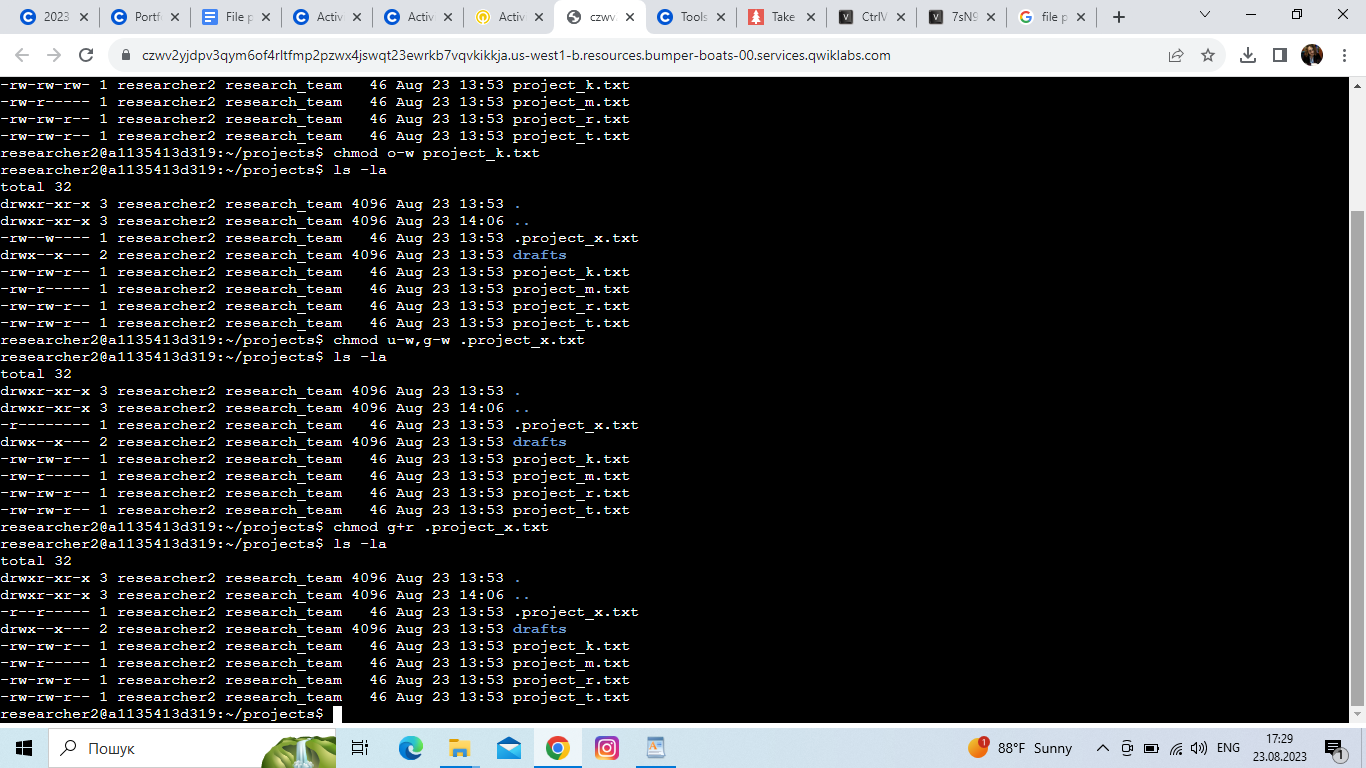 2023
Portf
File p
Activ
Activ
Activ
czwv
Tools
Take
CtrlV
7sN9
file p
czwv2yjdpv3qym6of4rltfmp2pzwx4jswqt23ewrkb7vqvkikkja.us-west1-b.resources.bumper-boats-00.services.qwiklabs.com
-rw-rw-rw- 1 researcher2 research_team   46 Aug 23 13:53 project_k.txt
-rw-r----- 1 researcher2 research_team   46 Aug 23 13:53 project_m.txt
-rw-rw-r-- 1 researcher2 research_team   46 Aug 23 13:53 project_r.txt
-rw-rw-r-- 1 researcher2 research_team   46 Aug 23 13:53 project_t.txt
researcher2@a1135413d319:~/projects$ chmod o-w project_k.txt
researcher2@a1135413d319:~/projects$ ls -la
total 32
drwxr-xr-x 3 researcher2 research_team 4096 Aug 23 13:53 .
drwxr-xr-x 3 researcher2 research_team 4096 Aug 23 14:06 ..
-rw--w---- 1 researcher2 research_team   46 Aug 23 13:53 .project_x.txt
drwx--x--- 2 researcher2 research_team 4096 Aug 23 13:53 drafts
-rw-rw-r-- 1 researcher2 research_team   46 Aug 23 13:53 project_k.txt
-rw-r----- 1 researcher2 research_team   46 Aug 23 13:53 project_m.txt
-rw-rw-r-- 1 researcher2 research_team   46 Aug 23 13:53 project_r.txt
-rw-rw-r-- 1 researcher2 research_team   46 Aug 23 13:53 project_t.txt
researcher2@a1135413d319:~/projects$ chmod u-w,g-w .project_x.txt
researcher2@a1135413d319:~/projects$ ls -la
total 32
drwxr-xr-x 3 researcher2 research_team 4096 Aug 23 13:53 .
drwxr-xr-x 3 researcher2 research_team 4096 Aug 23 14:06 ..
-r-------- 1 researcher2 research_team   46 Aug 23 13:53 .project_x.txt
drwx--x--- 2 researcher2 research_team 4096 Aug 23 13:53 drafts
-rw-rw-r-- 1 researcher2 research_team   46 Aug 23 13:53 project_k.txt
-rw-r----- 1 researcher2 research_team   46 Aug 23 13:53 project_m.txt
-rw-rw-r-- 1 researcher2 research_team   46 Aug 23 13:53 project_r.txt
-rw-rw-r-- 1 researcher2 research_team   46 Aug 23 13:53 project_t.txt
researcher2@a1135413d319:~/projects$ chmod g+r .project_x.txt
researcher2@a1135413d319:~/projects$ ls -la
total 32
drwxr-xr-x 3 researcher2 research_team 4096 Aug 23 13:53 .
drwxr-xr-x 3 researcher2 research_team 4096 Aug 23 14:06 ..
-r--r----- 1 researcher2 research_team   46 Aug 23 13:53 .project_x.txt
drwx--x--- 2 researcher2 research_team 4096 Aug 23 13:53 drafts
-rw-rw-r-- 1 researcher2 research_team   46 Aug 23 13:53 project_k.txt
-rw-r----- 1 researcher2 research_team   46 Aug 23 13:53 project_m.txt
-rw-rw-r-- 1 researcher2 research_team   46 Aug 23 13:53 project_r.txt
-rw-rw-r-- 1 researcher2 research_team   46 Aug 23 13:53 project_t.txt
researcher2@a1135413d319:~/projects$
Пошук
1
88°F Sunny
ENG
17:29
23.08.2023
1